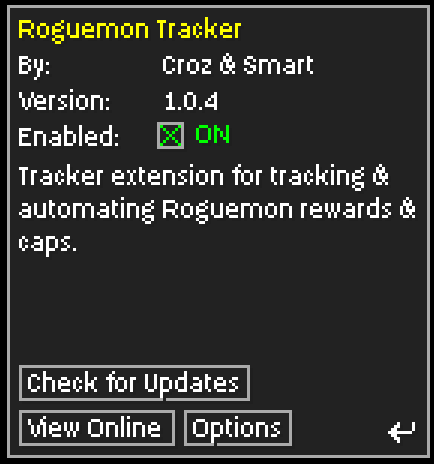 Roguemon Tracker
By: Croz & Smart
Version: 1.0.4
Enabled: ON
Tracker extension for tracking &
automating Roguemon rewards &
caps.
Check for Updates
View Online Options